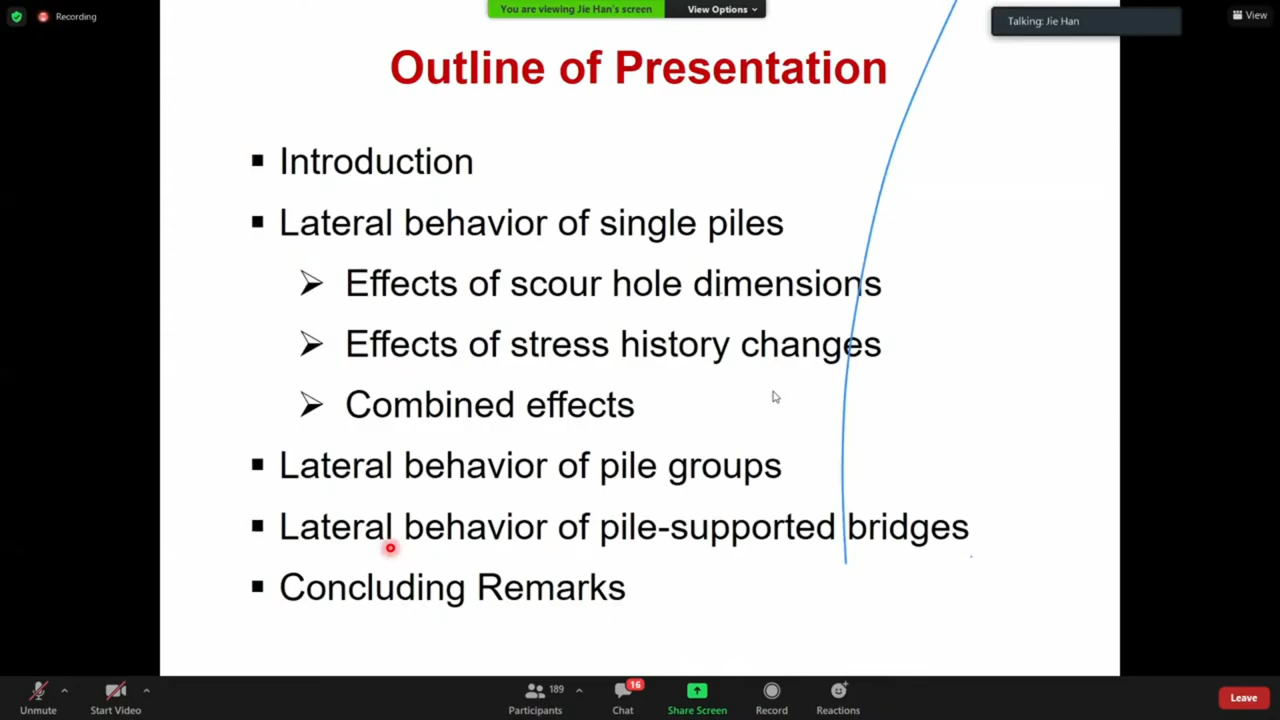 You are viewing Jie Han's screen View Options
Recording
Talking: Jie Han
View
Outline of Presentation
▪ Introduction
▪ Lateral behavior of single piles
➢ Effects of scour hole dimensions
➢ Effects of stress history changes
➢ Combined effects
▪ Lateral behavior of pile groups
▪ Lateral behavior of pile-supported bridges
▪ Concluding Remarks
189
16
Unmute Start Video Participants Chat Share Screen Record Reactions Leave